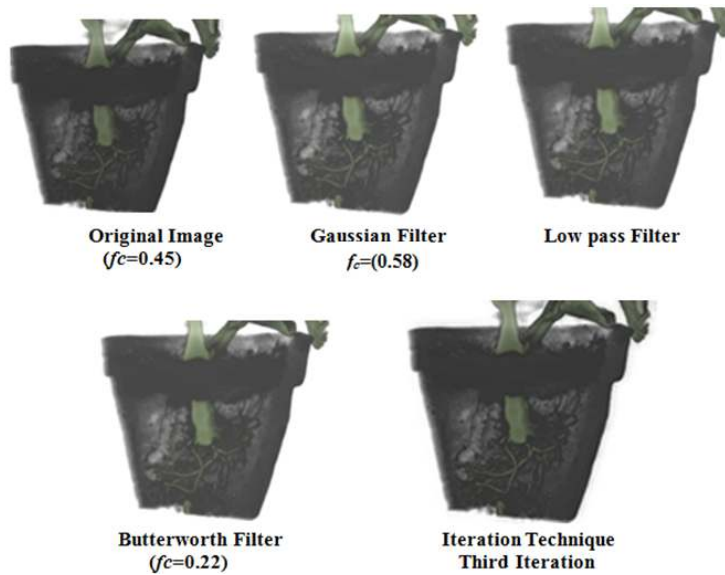 Original Image
(fc=0.45)
Gaussian Filter
fc=(0.58)
Low pass Filter
Butterworth Filter
(fc=0.22)
Iteration Technique
Third Iteration